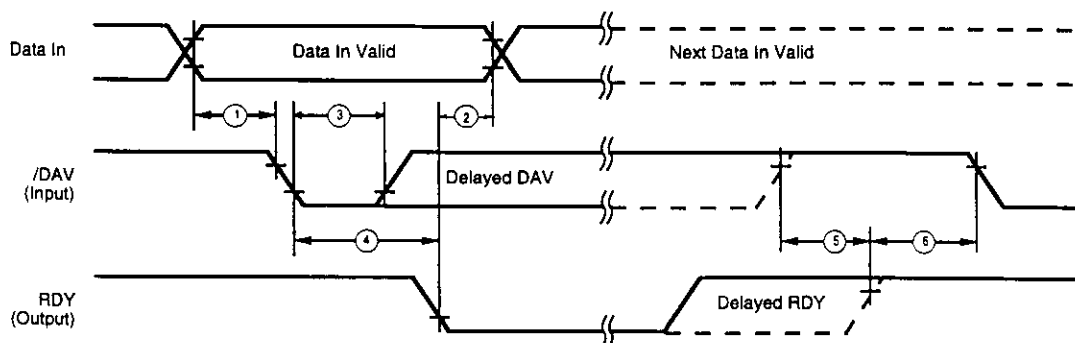 Data In
Data In Valid
Next Data In Valid
1
3
2
/DAV
(Input)
Delayed DAV
4
5
6
RDY
(Output)
Delayed RDY